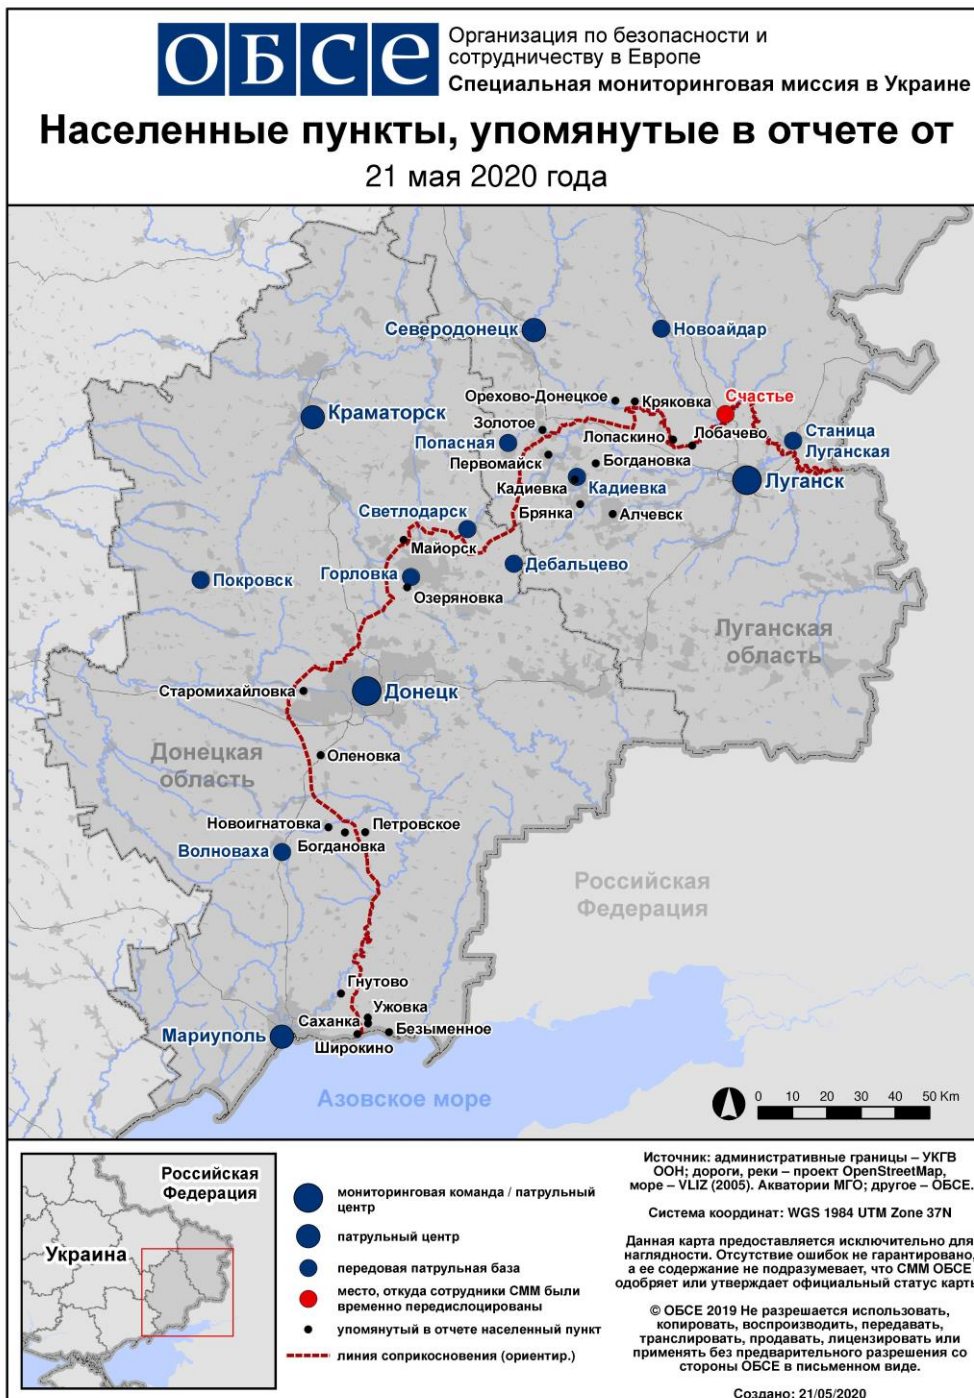 ОБСЕ
Организация по безопасности и
сотрудничеству в Европе
Специальная мониторинговая миссия в Украине
Населенные пункты, упомянутые в отчете от
21 мая 2020 года
Северодонецк
Новоайдар
Счастье
Орехово-Донецкое
Кряковка
Краматорск
Золотое
Попасная
Лопаскино
Лобачево
Станица
Луганская
Первомайск
Богдановка
Кадиевка
Кадиевка
Луганск
Брянка
Алчевск
Светлодарск
Майорск
Дебальцево
Покровск
Горловка
Озеряновка
Луганская
область
Старомихайловка
Донецк
Донецкая
область
Оленовка
Новоигнатовка
Петровское
Богдановка
Волноваха
Российская
Федерация
Гнутово
Ужовка
Саханка
Безыменное
Мариуполь
Широкино
Азовское море
0 10 20 30 40 50 Km
Российская
Федерация
Украина
мониторинговая команда / патрульный
центр
патрульный центр
передовая патрульная база
место, откуда сотрудники СММ были
временно передислоцированы
упомянутый в отчете населенный пункт
линия соприкосновения (ориентир.)
Источник: административные границы – УКГВ
ООН; дороги, реки – проект OpenStreetMap,
море – VLIZ (2005). Акватории МГО; другое – ОБСЕ.
Система координат: WGS 1984 UTM Zone 37N
Данная карта предоставляется исключительно для
наглядности. Отсутствие ошибок не гарантировано,
а ее содержание не подразумевает, что СММ ОБСЕ
одобряет или утверждает официальный статус карты
© ОБСЕ 2019 Не разрешается использовать,
копировать, воспроизводить, передавать,
транслировать, продавать, лицензировать или
применять без предварительного разрешения со
стороны ОБСЕ в письменном виде.
Создано: 21/05/2020